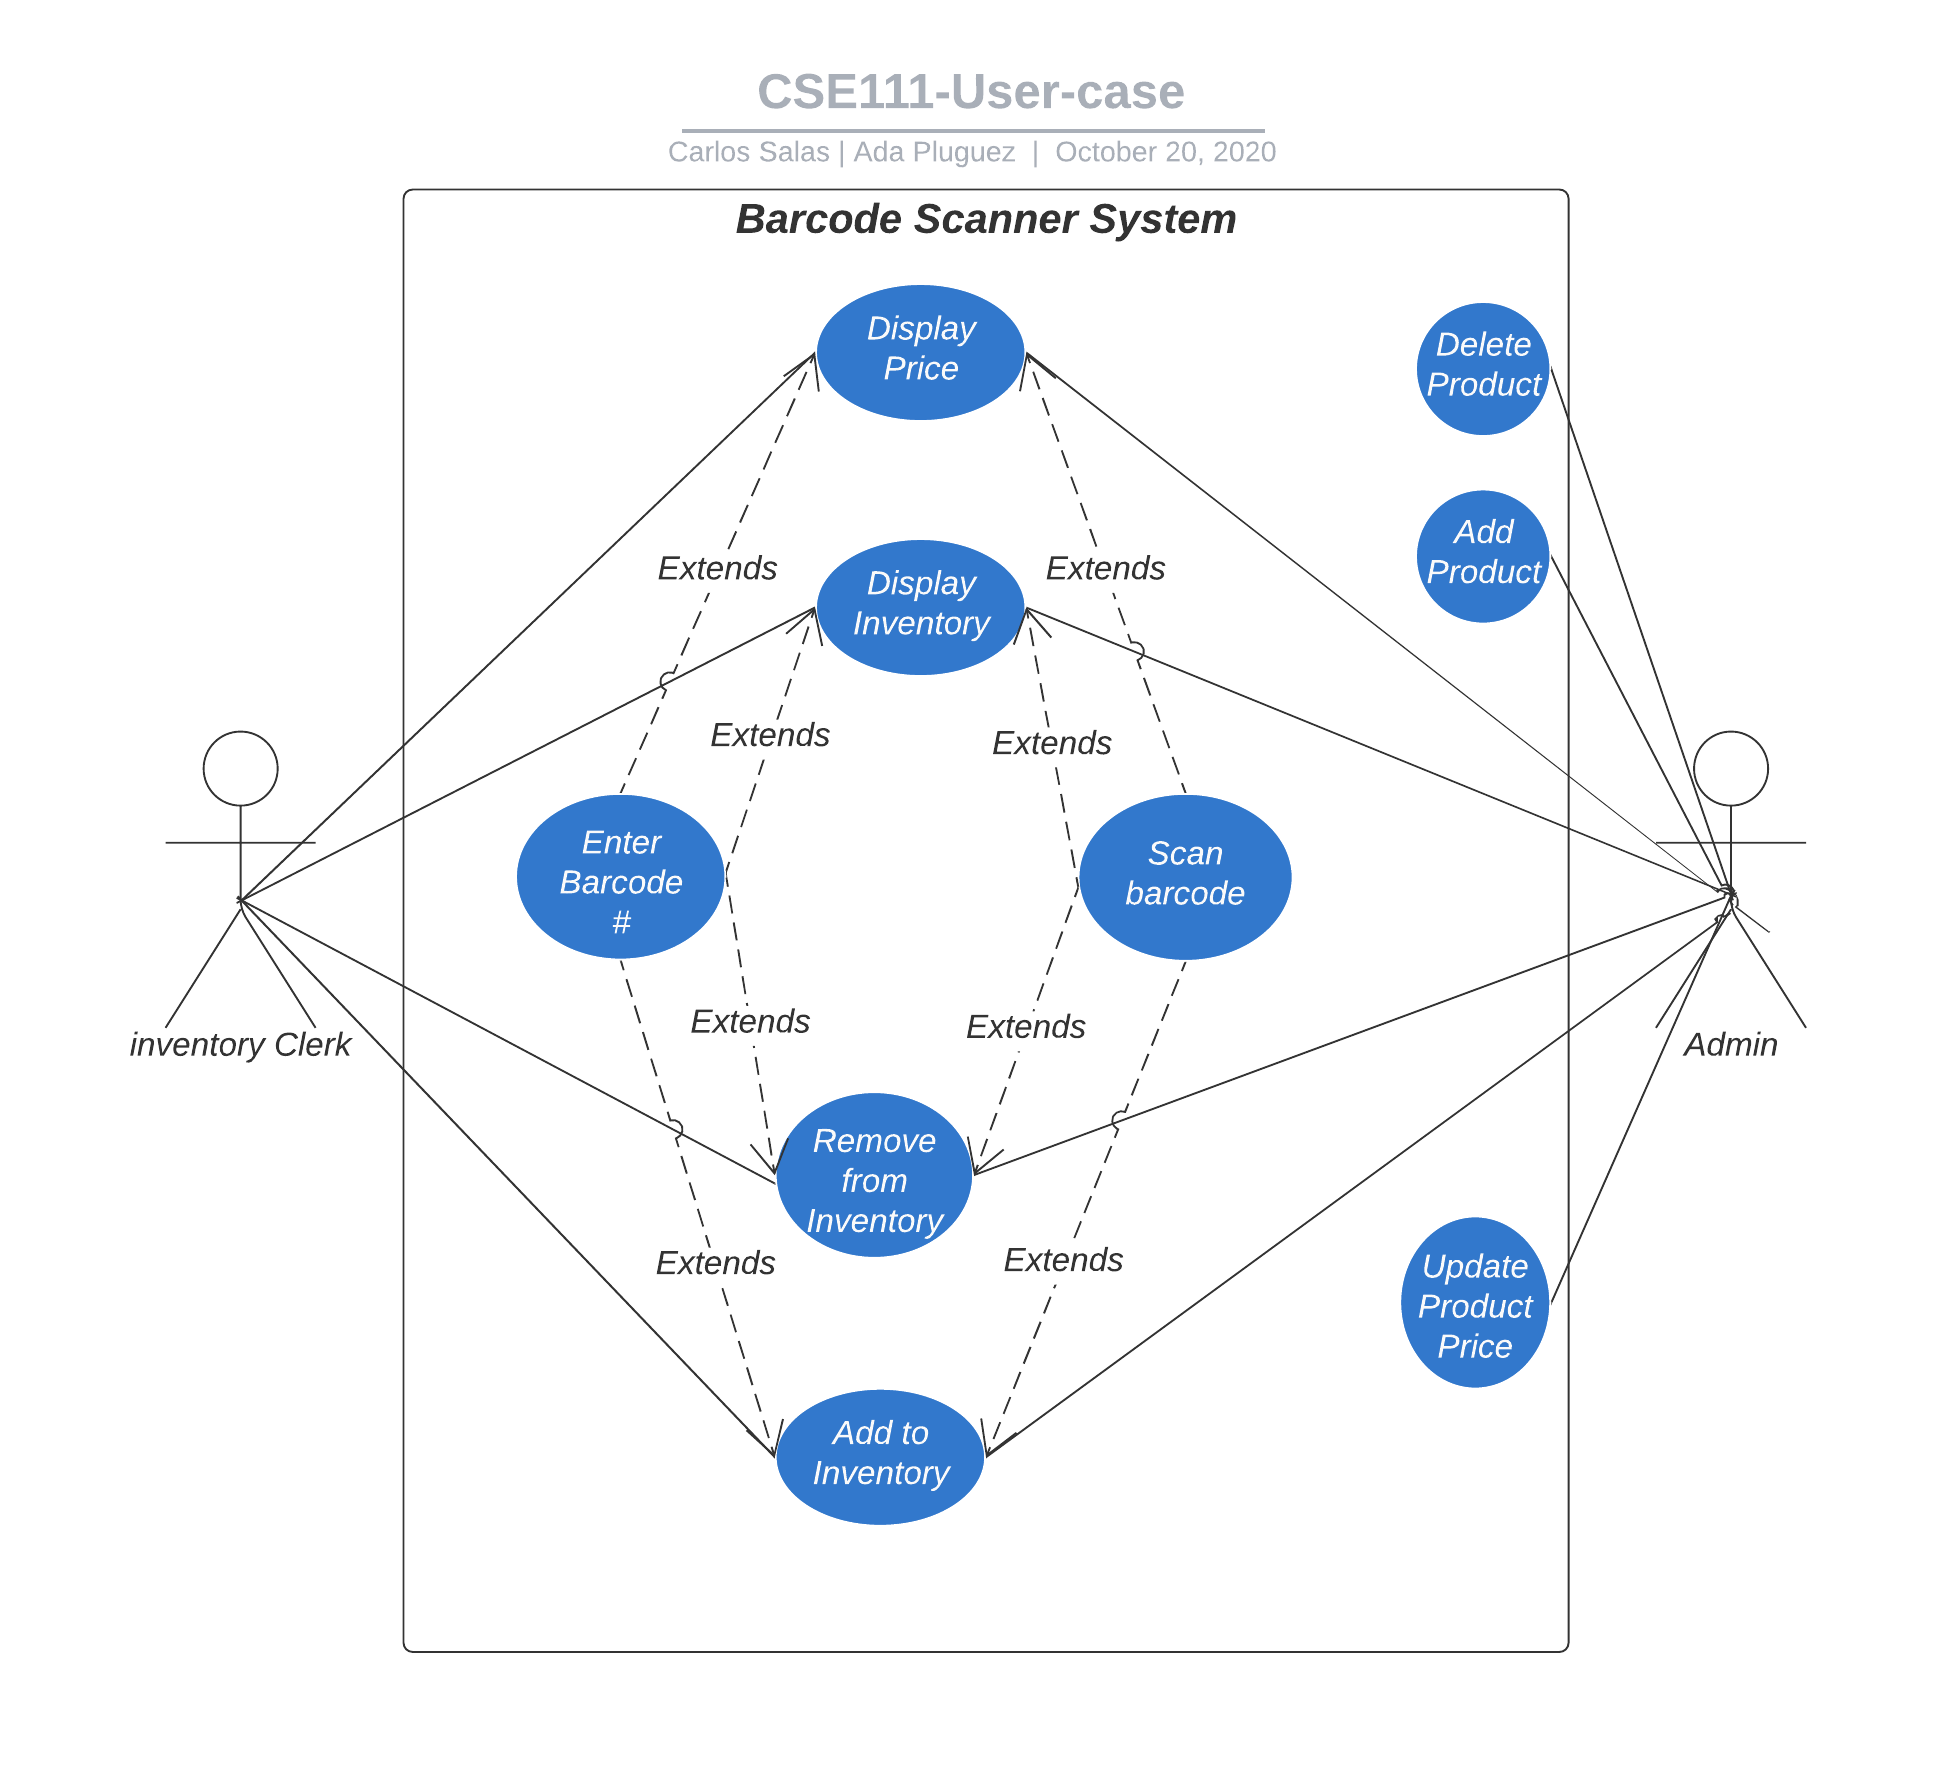 CSE111-User-case
Carlos Salas | Ada Pluguez | October 20, 2020
Barcode Scanner System
Display
Price
Delete
Product
Add
Product
Extends
Extends
Display
Inventory
Extends
Extends
Enter
Barcode
#
Scan
barcode
inventory Clerk
Admin
Extends
Extends
Remove
from
Inventory
Extends
Extends
Update
Product
Price
Add to
Inventory